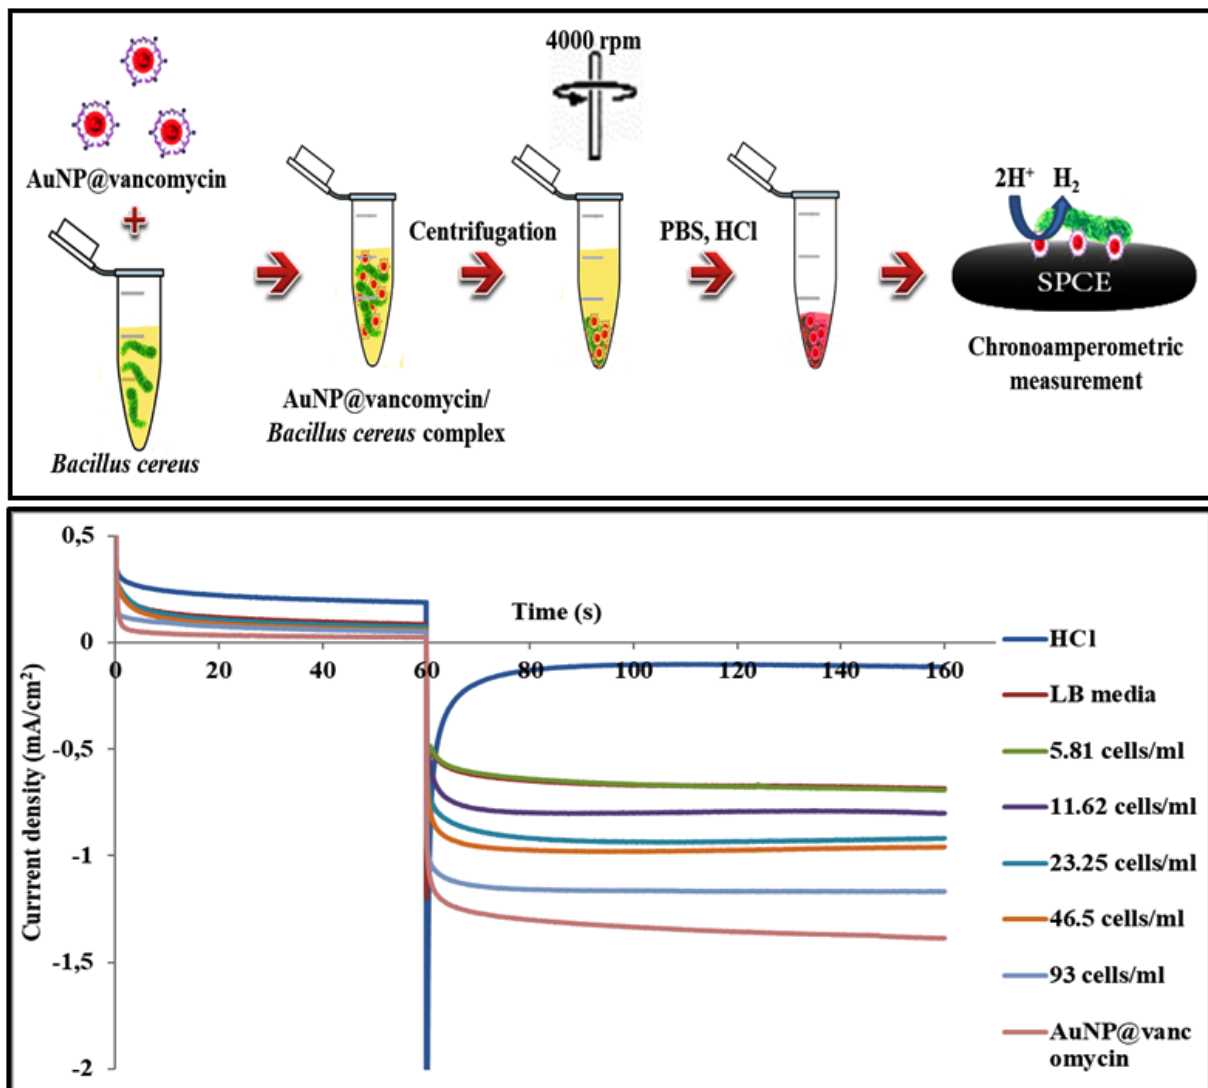 4000 rpm
AuNP@vancomycin
+
Centrifugation
PBS, HCl
2H⁺ H₂
SPCE
Chronoamperometric
measurement
AuNP@vancomycin/
Bacillus cereus complex
Bacillus cereus
0,5
0
-0,5
-1
-1,5
-2
Currrent density (mA/cm²)
Time (s)
0 20 40 60 80 100 120 140 160
HCl
LB media
5.81 cells/ml
11.62 cells/ml
23.25 cells/ml
46.5 cells/ml
93 cells/ml
AuNP@vanc
omycin